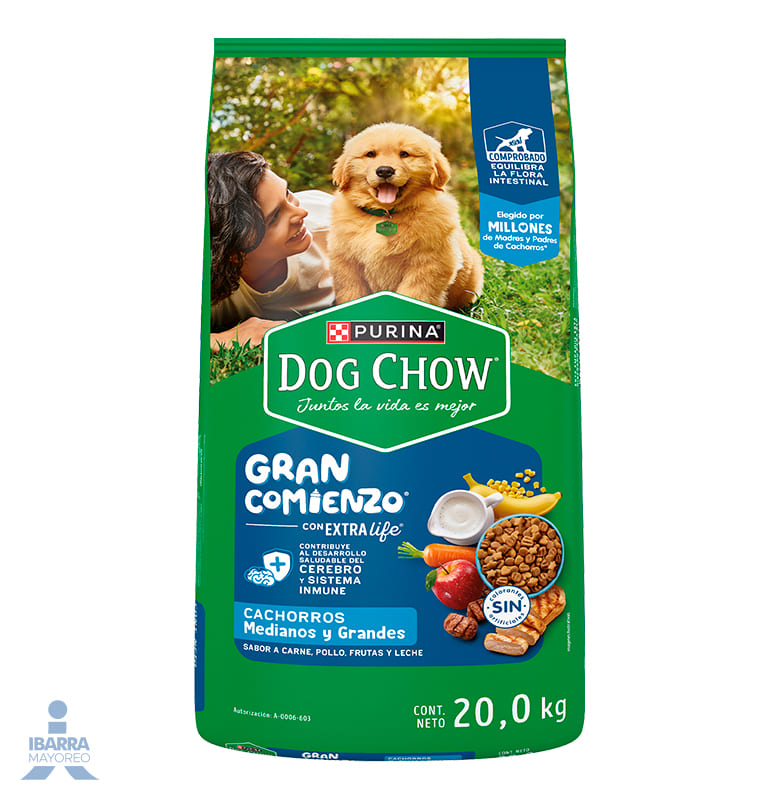 COMPROBADO
EQUILIBRA
LA FLORA
INTESTINAL
Elegido por
MILLONES
de Madres y Padres
de Cachorros*
PURINA®
DOG CHOW®
Juntos la vida es mejor
GRAN
COMIENZO®
CON EXTRA life®
CONTRIBUYE
AL DESARROLLO
SALUDABLE DEL
CEREBRO
Y SISTEMA
INMUNE
SIN
colorantes
artificiales
CACHORROS
Medianos y Grandes
SABOR A CARNE, POLLO, FRUTAS Y LECHE
Autorización: A-0006-603
CONT.
NETO 20,0 kg
IBARRA
MAYOREO
GRAN
PURINA
CACHORROS
CONT. NETO